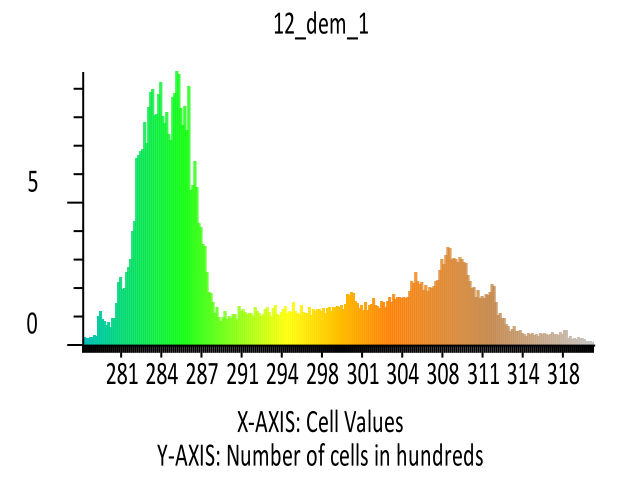 12_dem_1
5
0
281 284 287 291 294 298 301 304 308 311 314 318
X-AXIS: Cell Values
Y-AXIS: Number of cells in hundreds